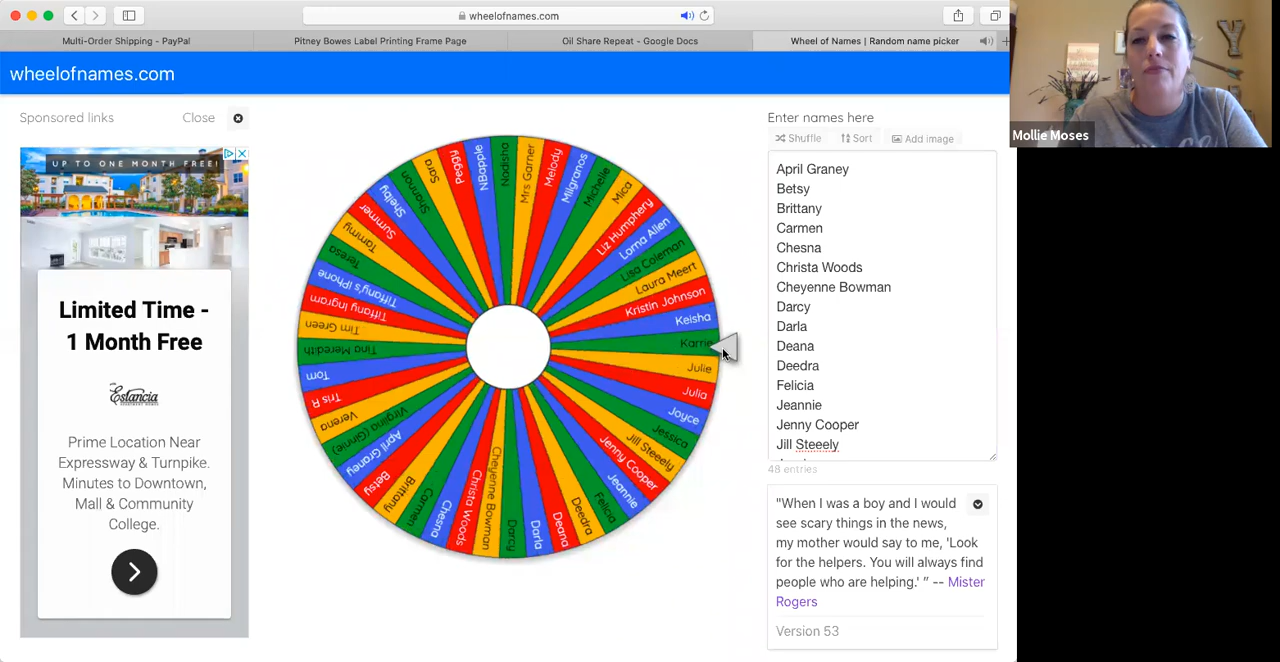 wheelofnames.com
Multi-Order Shipping - PayPal
Pitney Bowes Label Printing Frame Page
Oil Share Repeat - Google Docs
Wheel of Names | Random name picker
wheelofnames.com
Sponsored links
Close
UP TO ONE MONTH FREE!
Limited Time -
1 Month Free
Estancia
Prime Location Near
Expressway & Turnpike.
Minutes to Downtown,
Mall & Community
College.
Nadisha
Mrs Garner
Melody
Milgranos
Michelle
Mica
Liz Humphery
Lorna Allen
Lisa Coleman
Laura Meert
Kristin Johnson
Keisha
Karrie
Julie
Julia
Joyce
Jessica
Jill Steeely
Jenny Cooper
Jeannie
Felicia
Deedra
Deana
Darla
Darcy
Cheyenne Bowman
Christa Woods
Chesna
Carmen
Brittany
Betsy
April Graney
Virginia (Ginnie)
Verena
Tris R
Tom
Tina Meredith
Tim Green
Tiffany Ingram
Tiffany's iPhone
Teresa
Tammy
Summer
Shelby
Shannon
Sara
Peggy
NBapple
Enter names here
Shuffle
Sort
Add image
April Graney
Betsy
Brittany
Carmen
Chesna
Christa Woods
Cheyenne Bowman
Darcy
Darla
Deana
Deedra
Felicia
Jeannie
Jenny Cooper
Jill Steeely
48 entries
"When I was a boy and I would
see scary things in the news,
my mother would say to me, 'Look
for the helpers. You will always find
people who are helping.' " -- Mister
Rogers
Version 53
Mollie Moses